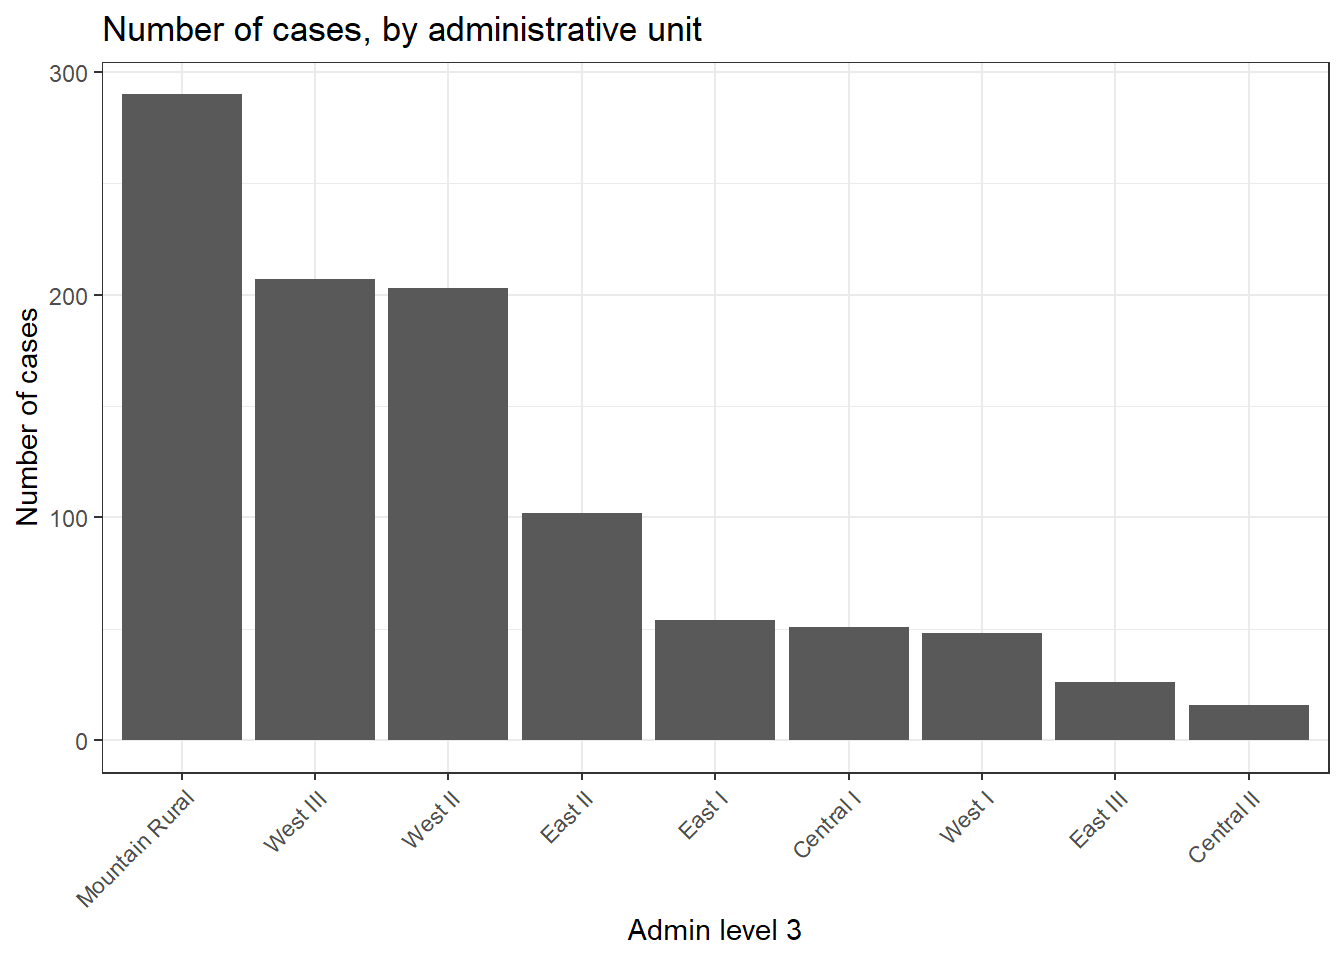 Number of cases, by administrative unit
Number of cases
300
200
100
0
Mountain Rural
West III
West II
East II
East I
Central I
West I
East III
Central II
Admin level 3